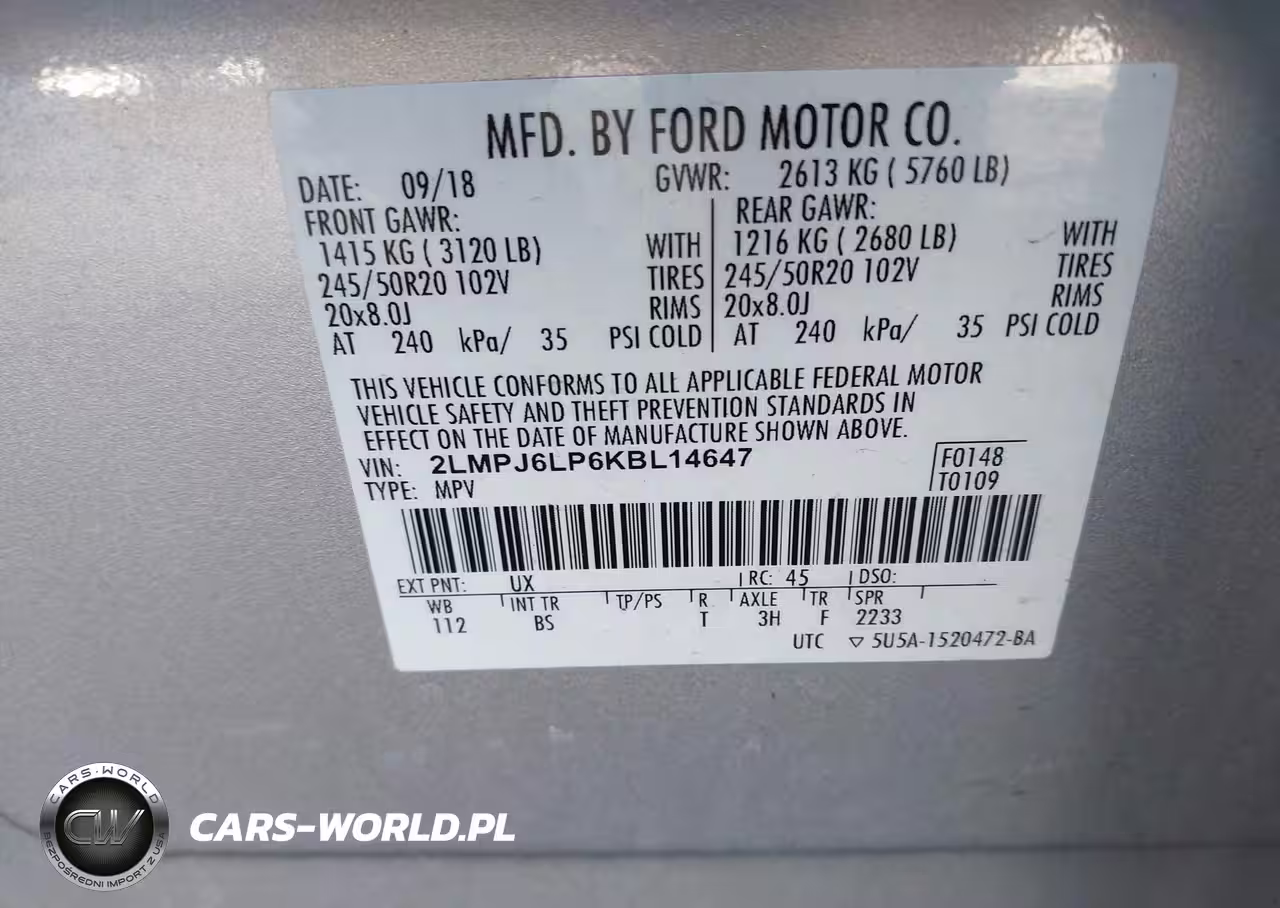 MFD. BY FORD MOTOR CO.
DATE: 09/18 GVWR: 2613 KG ( 5760 LB)
FRONT GAWR: REAR GAWR:
1415 KG ( 3120 LB) WITH 1216 KG ( 2680 LB) WITH
245/50R20 102V TIRES 245/50R20 102V TIRES
20x8.0J RIMS 20x8.0J RIMS
AT 240 kPa/ 35 PSI COLD AT 240 kPa/ 35 PSI COLD
THIS VEHICLE CONFORMS TO ALL APPLICABLE FEDERAL MOTOR
VEHICLE SAFETY AND THEFT PREVENTION STANDARDS IN
EFFECT ON THE DATE OF MANUFACTURE SHOWN ABOVE.
VIN: 2LMPJ6LP6KBL14647 F0148
TYPE: MPV T0109
EXT PNT: UX RC: 45 DSO:
WB INT TR TP/PS R AXLE TR SPR
112 BS T 3H F 2233
UTC ▽ 5U5A-1520472-BA
CARS-WORLD
CW
BEZPOŚREDNI IMPORT Z USA
CARS-WORLD.PL